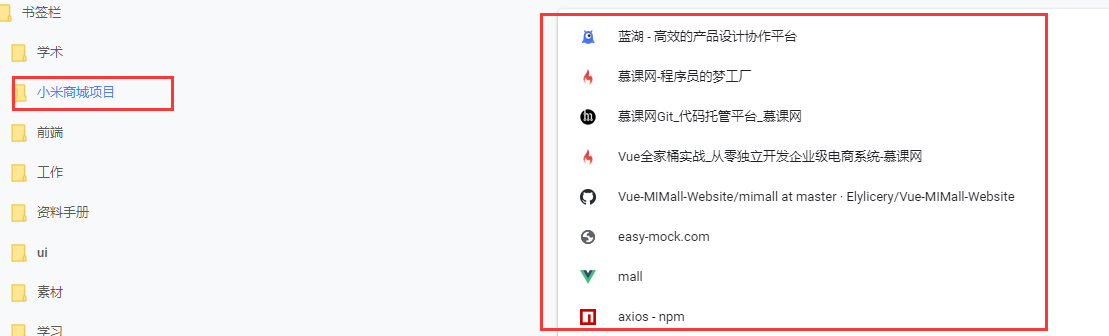 书签栏
学术
小米商城项目
前端
工作
资料手册
ui
素材
学习
蓝湖 - 高效的产品设计协作平台
慕课网-程序员的梦工厂
慕课网Git_代码托管平台_慕课网
Vue全家桶实战_从零独立开发企业级电商系统-慕课网
Vue-MIMall-Website/mimall at master · Elylicery/Vue-MIMall-Website
easy-mock.com
mall
axios - npm